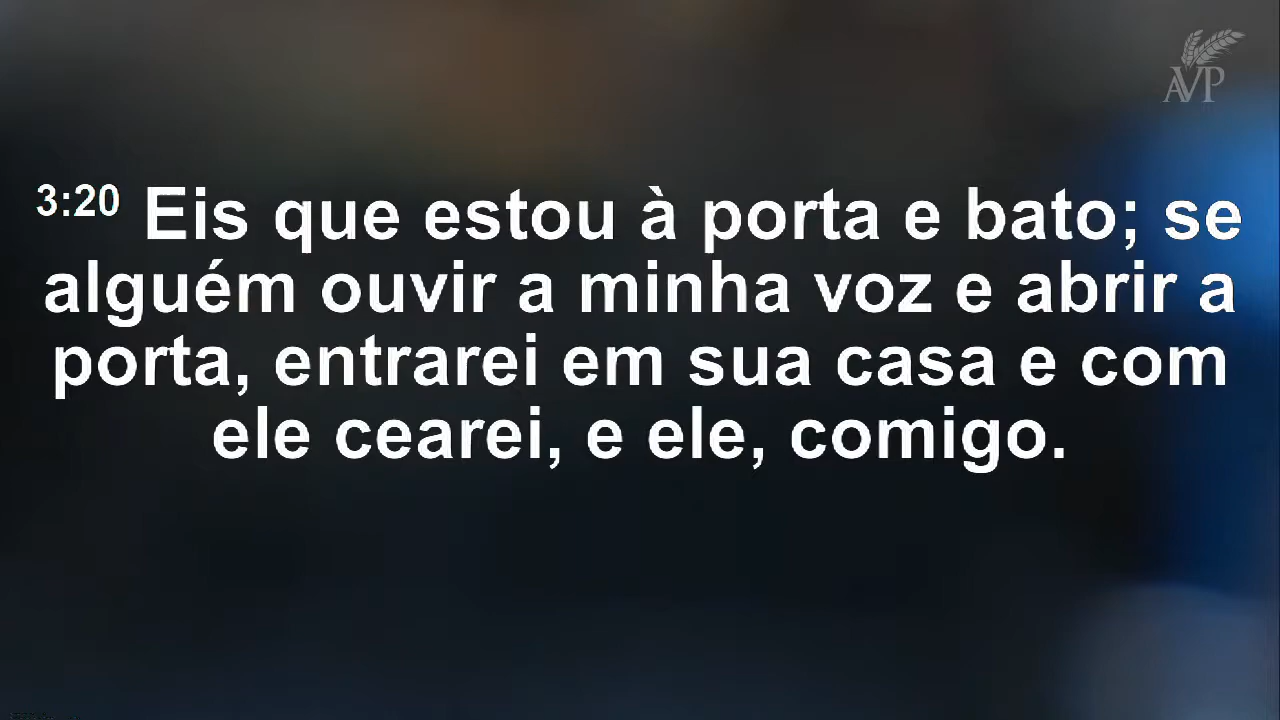 AVP
3:20 Eis que estou à porta e bato; se
alguém ouvir a minha voz e abrir a
porta, entrarei em sua casa e com
ele cearei, e ele, comigo.